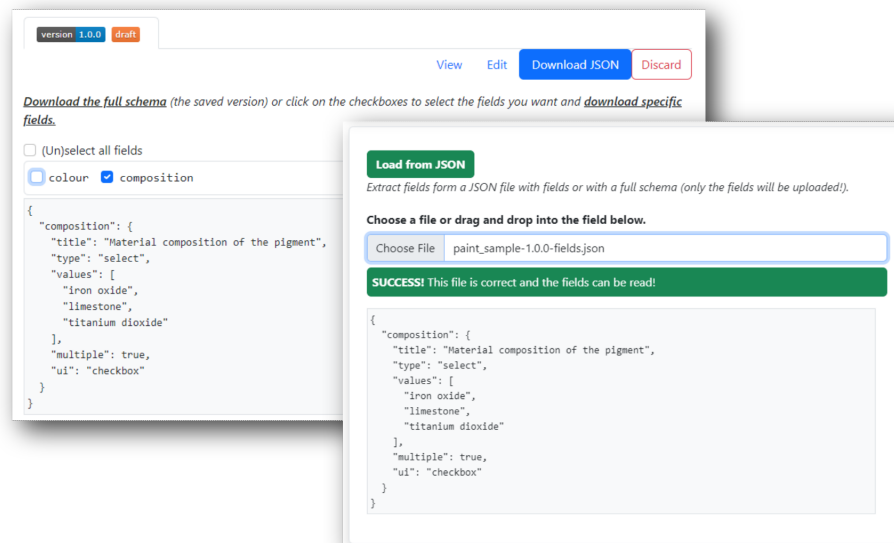 version 1.0.0 draft
View Edit Download JSON Discard
Download the full schema (the saved version) or click on the checkboxes to select the fields you want and download specific
fields.
(Un)select all fields
colour composition
{
  "composition": {
    "title": "Material composition of the pigment",
    "type": "select",
    "values": [
      "iron oxide",
      "limestone",
      "titanium dioxide"
    ],
    "multiple": true,
    "ui": "checkbox"
  }
}
Load from JSON
Extract fields form a JSON file with fields or with a full schema (only the fields will be uploaded!).
Choose a file or drag and drop into the field below.
Choose File paint_sample-1.0.0-fields.json
SUCCESS! This file is correct and the fields can be read!
{
  "composition": {
    "title": "Material composition of the pigment",
    "type": "select",
    "values": [
      "iron oxide",
      "limestone",
      "titanium dioxide"
    ],
    "multiple": true,
    "ui": "checkbox"
  }
}